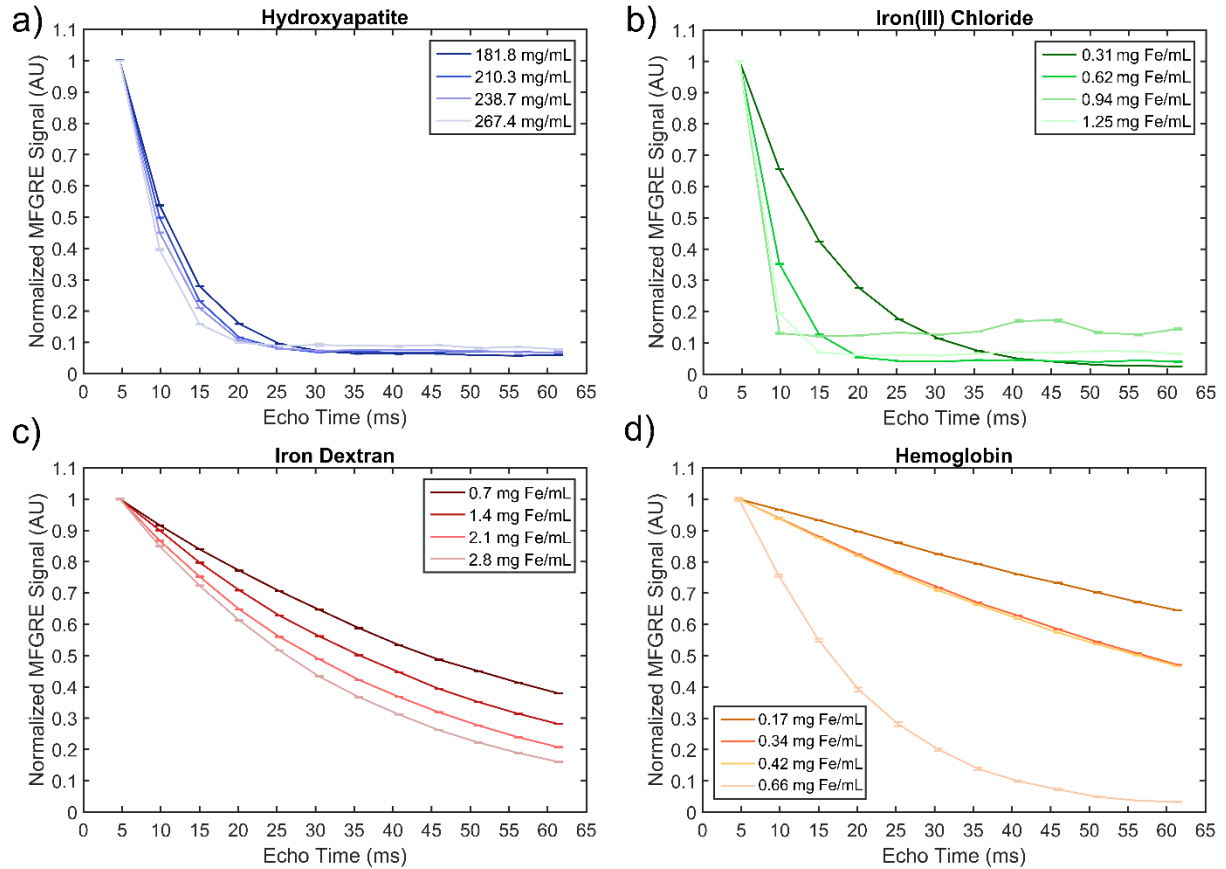 a)
Hydroxyapatite
Normalized MFGRE Signal (AU)
1.1
1
0.9
0.8
0.7
0.6
0.5
0.4
0.3
0.2
0.1
0
181.8 mg/mL
210.3 mg/mL
238.7 mg/mL
267.4 mg/mL
0 5 10 15 20 25 30 35 40 45 50 55 60 65
Echo Time (ms)
b)
Iron(III) Chloride
Normalized MFGRE Signal (AU)
1.1
1
0.9
0.8
0.7
0.6
0.5
0.4
0.3
0.2
0.1
0
0.31 mg Fe/mL
0.62 mg Fe/mL
0.94 mg Fe/mL
1.25 mg Fe/mL
0 5 10 15 20 25 30 35 40 45 50 55 60 65
Echo Time (ms)
c)
Iron Dextran
Normalized MFGRE Signal (AU)
1.1
1
0.9
0.8
0.7
0.6
0.5
0.4
0.3
0.2
0.1
0
0.7 mg Fe/mL
1.4 mg Fe/mL
2.1 mg Fe/mL
2.8 mg Fe/mL
0 5 10 15 20 25 30 35 40 45 50 55 60 65
Echo Time (ms)
d)
Hemoglobin
Normalized MFGRE Signal (AU)
1.1
1
0.9
0.8
0.7
0.6
0.5
0.4
0.3
0.2
0.1
0
0.17 mg Fe/mL
0.34 mg Fe/mL
0.42 mg Fe/mL
0.66 mg Fe/mL
0 5 10 15 20 25 30 35 40 45 50 55 60 65
Echo Time (ms)